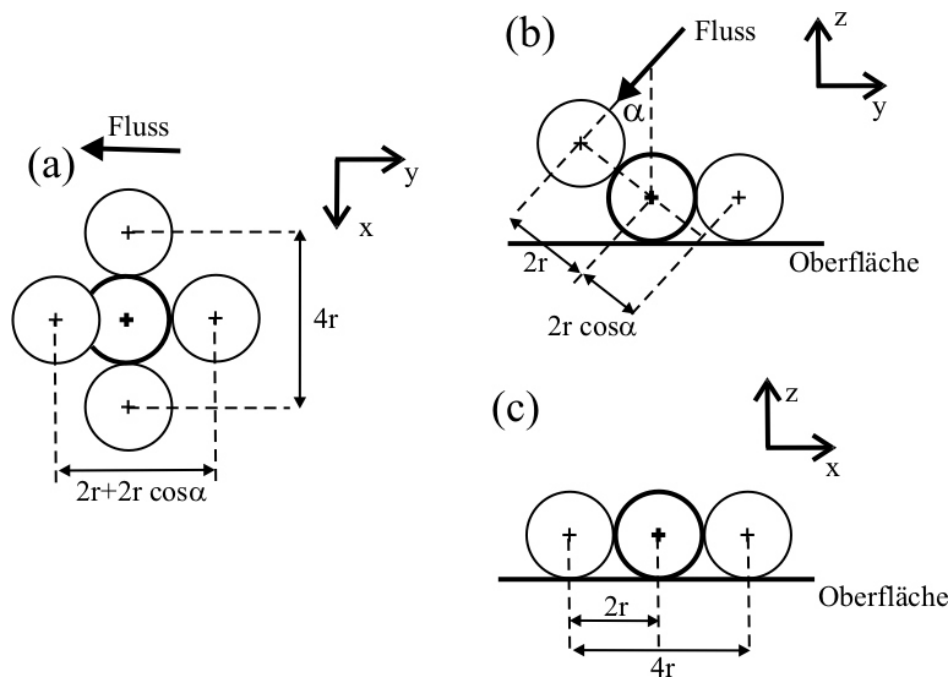 (a)
Fluss
y
x
4r
2r+2r cosα
(b)
Fluss
z
y
α
2r
2r cosα
Oberfläche
(c)
z
x
Oberfläche
2r
4r